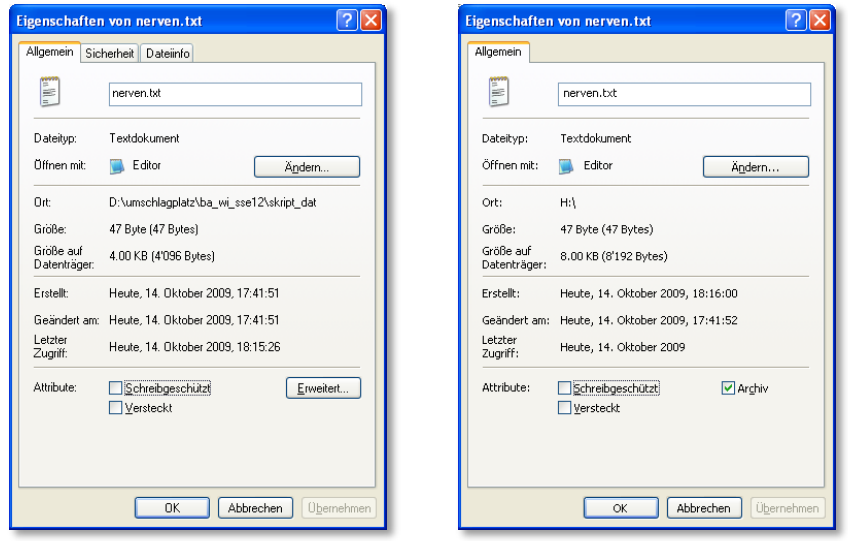 Eigenschaften von nerven.txt
Allgemein Sicherheit Dateiinfo
nerven.txt
Dateityp: Textdokument
Öffnen mit: Editor Ändern...
Ort: D:\umschlagplatz\ba_wi_sse12\skript_dat
Größe: 47 Byte (47 Bytes)
Größe auf
Datenträger: 4.00 KB (4'096 Bytes)
Erstellt: Heute, 14. Oktober 2009, 17:41:51
Geändert am: Heute, 14. Oktober 2009, 17:41:51
Letzter
Zugriff: Heute, 14. Oktober 2009, 18:15:26
Attribute: Schreibgeschützt Erweitert...
Versteckt
OK Abbrechen Übernehmen
Eigenschaften von nerven.txt
Allgemein
nerven.txt
Dateityp: Textdokument
Öffnen mit: Editor Ändern...
Ort: H:\
Größe: 47 Byte (47 Bytes)
Größe auf
Datenträger: 8.00 KB (8'192 Bytes)
Erstellt: Heute, 14. Oktober 2009, 18:16:00
Geändert am: Heute, 14. Oktober 2009, 17:41:52
Letzter
Zugriff: Heute, 14. Oktober 2009
Attribute: Schreibgeschützt Archiv
Versteckt
OK Abbrechen Übernehmen